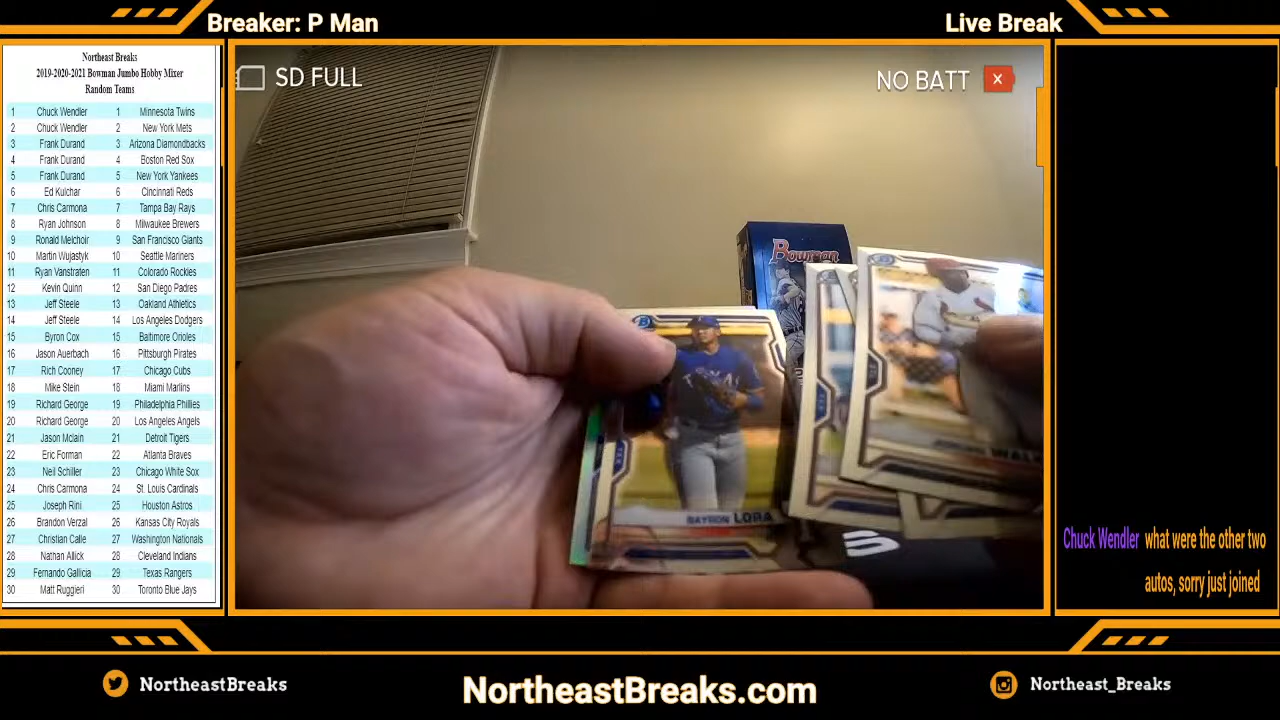 Breaker: P Man
Live Break
Northeast Breaks
2019-2020-2021 Bowman Jumbo Hobby Mixer
Random Teams
1 Chuck Wendler 1 Minnesota Twins
2 Chuck Wendler 2 New York Mets
3 Frank Durand 3 Arizona Diamondbacks
4 Frank Durand 4 Boston Red Sox
5 Frank Durand 5 New York Yankees
6 Ed Kulchar 6 Cincinnati Reds
7 Chris Carmona 7 Tampa Bay Rays
8 Ryan Johnson 8 Milwaukee Brewers
9 Ronald Melchoir 9 San Francisco Giants
10 Martin Wujastyk 10 Seattle Mariners
11 Ryan Vanstraten 11 Colorado Rockies
12 Kevin Quinn 12 San Diego Padres
13 Jeff Steele 13 Oakland Athletics
14 Jeff Steele 14 Los Angeles Dodgers
15 Byron Cox 15 Baltimore Orioles
16 Jason Auerbach 16 Pittsburgh Pirates
17 Rich Cooney 17 Chicago Cubs
18 Mike Stein 18 Miami Marlins
19 Richard George 19 Philadelphia Phillies
20 Richard George 20 Los Angeles Angels
21 Jason Mclain 21 Detroit Tigers
22 Eric Forman 22 Atlanta Braves
23 Neil Schiller 23 Chicago White Sox
24 Chris Carmona 24 St. Louis Cardinals
25 Joseph Rini 25 Houston Astros
26 Brandon Verzal 26 Kansas City Royals
27 Christian Calle 27 Washington Nationals
28 Nathan Allick 28 Cleveland Indians
29 Fernando Gallicia 29 Texas Rangers
30 Matt Ruggieri 30 Toronto Blue Jays
SD FULL
NO BATT
Bowman
TEXAS
BAYRON LORA
Chuck Wendler what were the other two
autos, sorry just joined
NortheastBreaks
NortheastBreaks.com
Northeast_Breaks